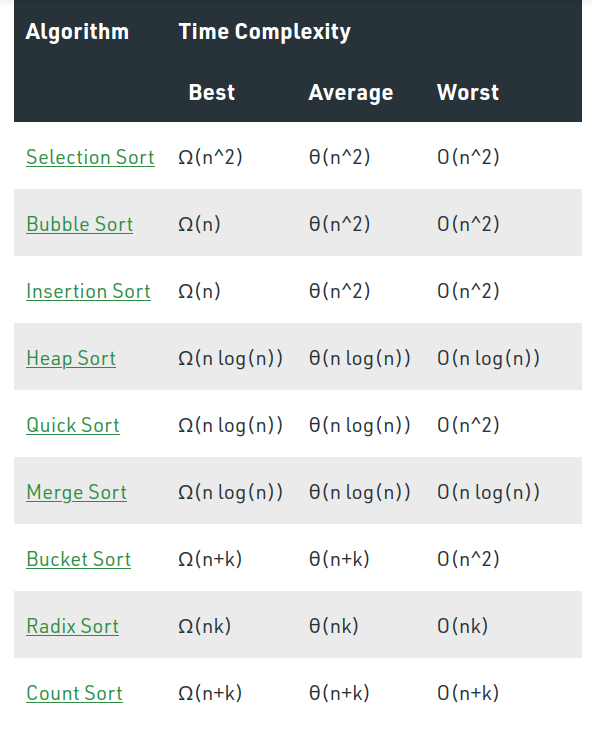 Algorithm Time Complexity
Best Average Worst
Selection Sort Ω(n^2) θ(n^2) O(n^2)
Bubble Sort Ω(n) θ(n^2) O(n^2)
Insertion Sort Ω(n) θ(n^2) O(n^2)
Heap Sort Ω(n log(n)) θ(n log(n)) O(n log(n))
Quick Sort Ω(n log(n)) θ(n log(n)) O(n^2)
Merge Sort Ω(n log(n)) θ(n log(n)) O(n log(n))
Bucket Sort Ω(n+k) θ(n+k) O(n^2)
Radix Sort Ω(nk) θ(nk) O(nk)
Count Sort Ω(n+k) θ(n+k) O(n+k)